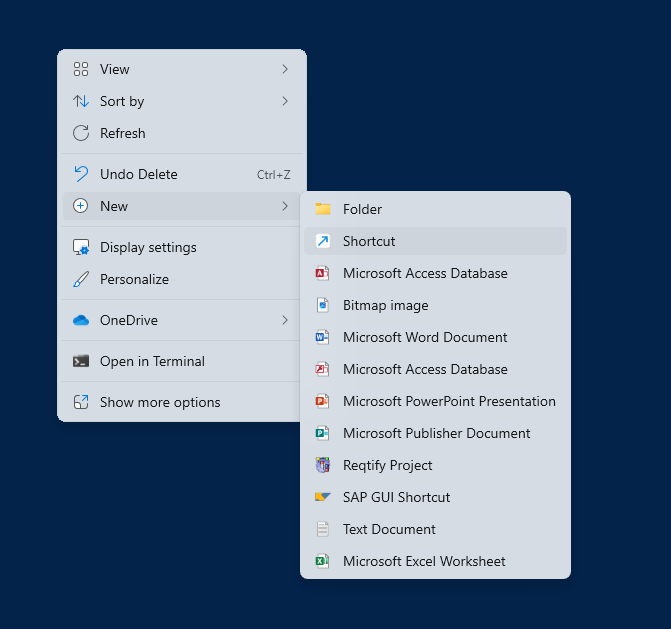 View
Sort by
Refresh
Undo Delete Ctrl+Z
New
Display settings
Personalize
OneDrive
Open in Terminal
Show more options
Folder
Shortcut
Microsoft Access Database
Bitmap image
Microsoft Word Document
Microsoft Access Database
Microsoft PowerPoint Presentation
Microsoft Publisher Document
Reqtify Project
SAP GUI Shortcut
Text Document
Microsoft Excel Worksheet